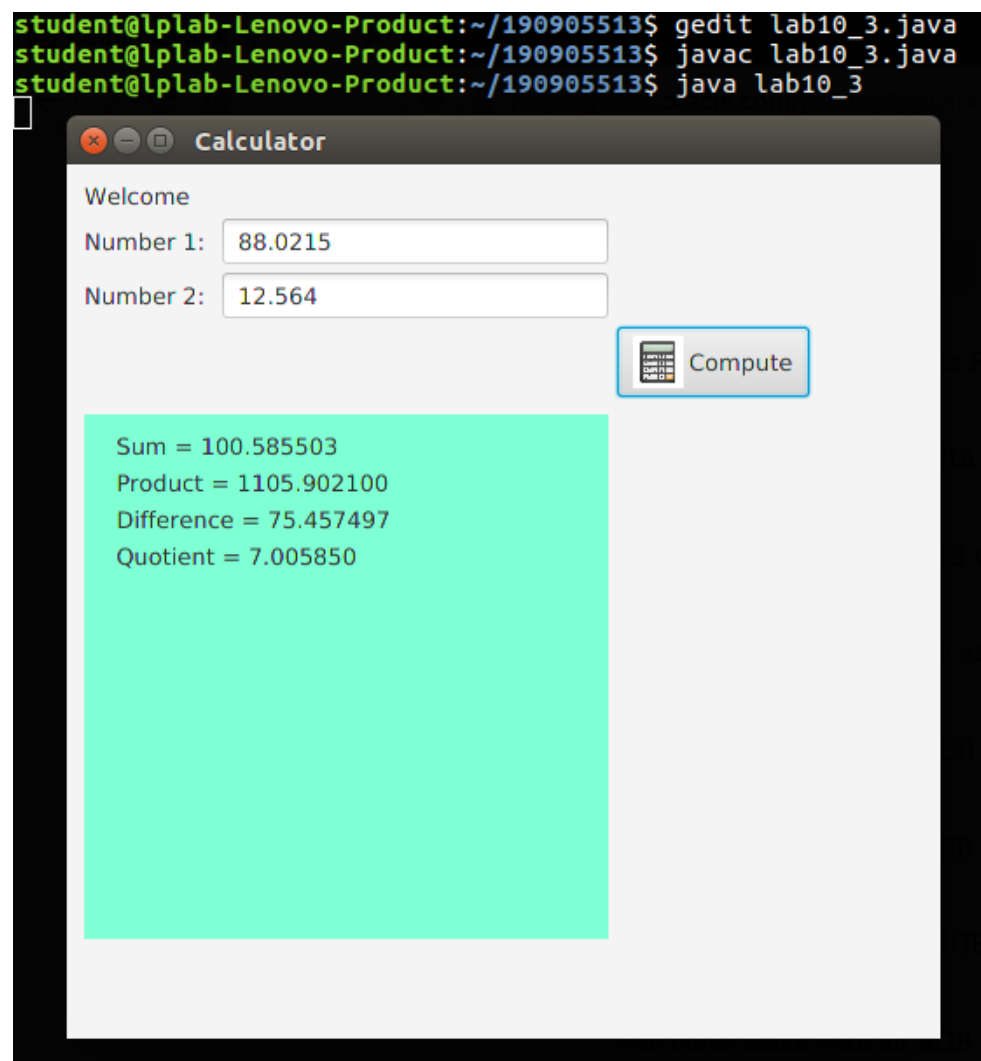 student@lplab-Lenovo-Product:~/190905513$ gedit lab10_3.java
student@lplab-Lenovo-Product:~/190905513$ javac lab10_3.java
student@lplab-Lenovo-Product:~/190905513$ java lab10_3
Calculator
Welcome
Number 1: 88.0215
Number 2: 12.564
Compute
Sum = 100.585503
Product = 1105.902100
Difference = 75.457497
Quotient = 7.005850